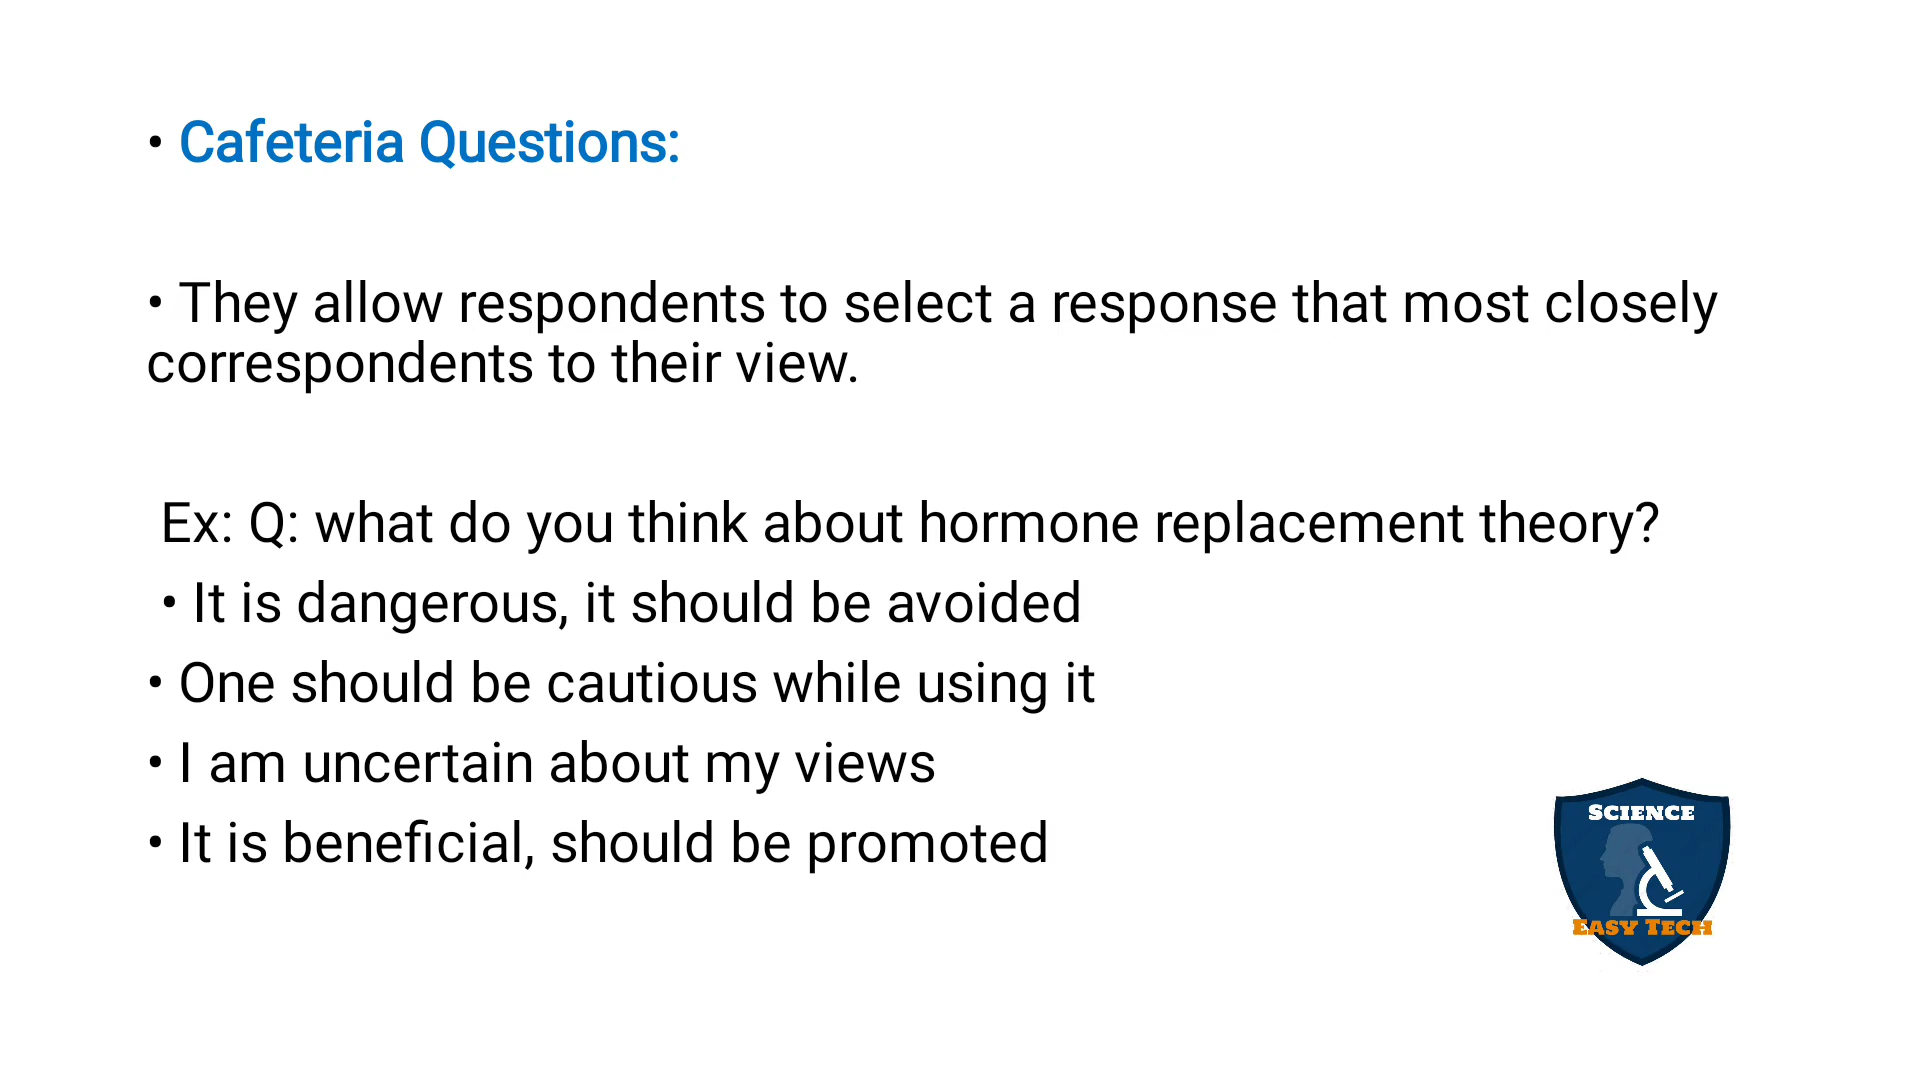 • Cafeteria Questions:
• They allow respondents to select a response that most closely
correspondents to their view.
Ex: Q: what do you think about hormone replacement theory?
• It is dangerous, it should be avoided
• One should be cautious while using it
• I am uncertain about my views
• It is beneficial, should be promoted
SCIENCE
EASY TECH